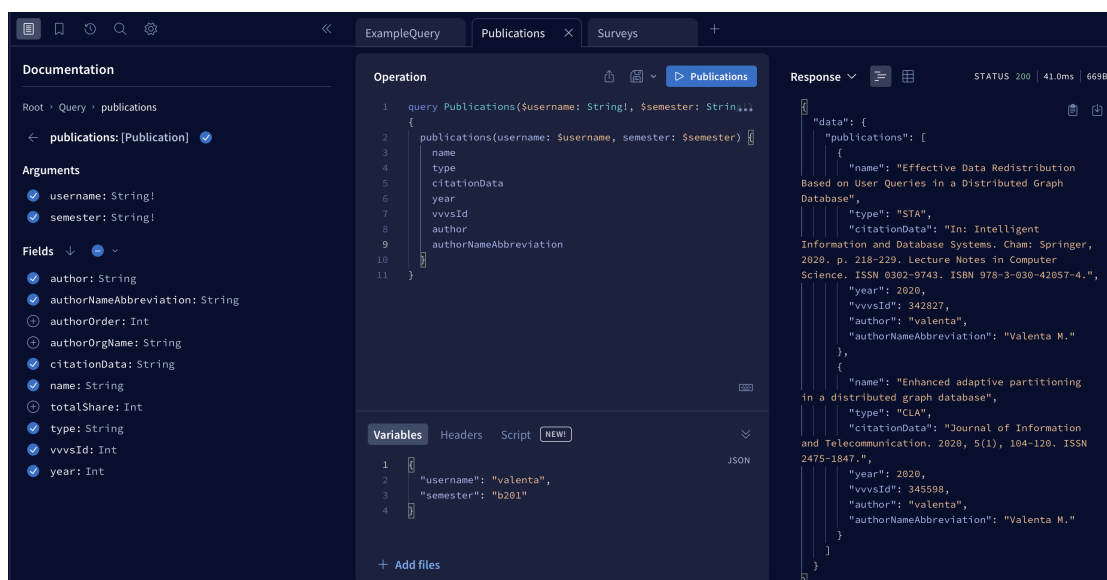 Documentation
Root › Query › publications
publications: [Publication]
Arguments
username: String!
semester: String!
Fields
author: String
authorNameAbbreviation: String
authorOrder: Int
authorOrgName: String
citationData: String
name: String
totalShare: Int
type: String
vvvsId: Int
year: Int
ExampleQuery
Publications
Surveys
Operation
Publications
1 query Publications($username: String!, $semester: Strin...
{
2 publications(username: $username, semester: $semester) {
3 name
4 type
5 citationData
6 year
7 vvvsId
8 author
9 authorNameAbbreviation
10 }
11 }
Variables Headers Script NEW!
JSON
1 {
2 "username": "valenta",
3 "semester": "b201"
4 }
+ Add files
Response
STATUS 200 | 41.0ms | 669B
{
"data": {
"publications": [
{
"name": "Effective Data Redistribution
Based on User Queries in a Distributed Graph
Database",
"type": "STA",
"citationData": "In: Intelligent
Information and Database Systems. Cham: Springer,
2020. p. 218-229. Lecture Notes in Computer
Science. ISSN 0302-9743. ISBN 978-3-030-42057-4.",
"year": 2020,
"vvvsId": 342827,
"author": "valenta",
"authorNameAbbreviation": "Valenta M."
},
{
"name": "Enhanced adaptive partitioning
in a distributed graph database",
"type": "CLA",
"citationData": "Journal of Information
and Telecommunication. 2020, 5(1), 104-120. ISSN
2475-1847.",
"year": 2020,
"vvvsId": 345598,
"author": "valenta",
"authorNameAbbreviation": "Valenta M."
}
]
}
}